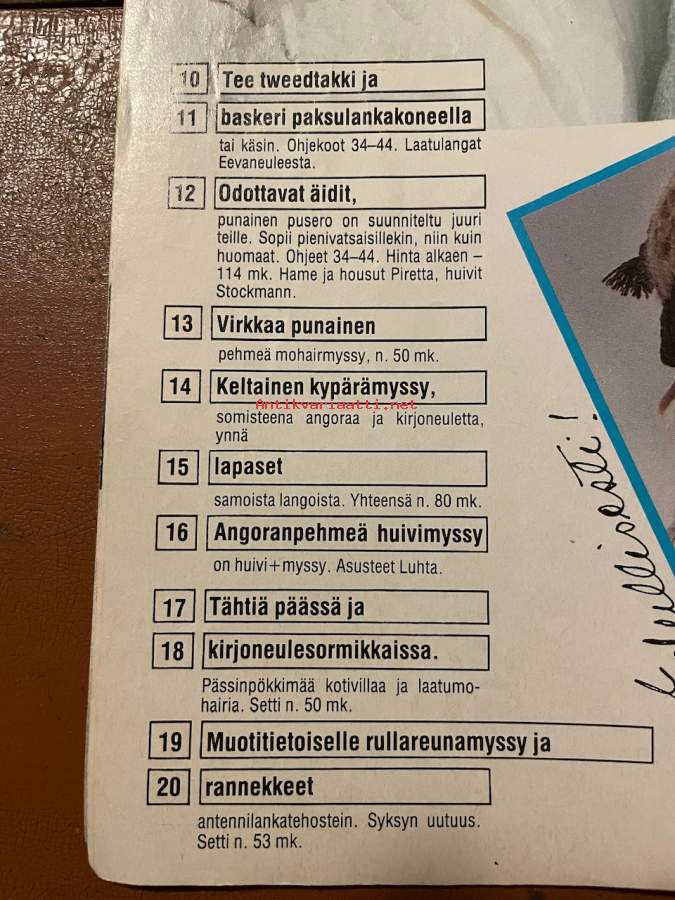 10 Tee tweedtakki ja
11 baskeri paksulankakoneella
tai käsin. Ohjekoot 34–44. Laatulangat
Eevaneuleesta.
12 Odottavat äidit,
punainen pusero on suunniteltu juuri
teille. Sopii pienivatsaisillekin, niin kuin
huomaat. Ohjeet 34–44. Hinta alkaen –
114 mk. Hame ja housut Piretta, huivit
Stockmann.
13 Virkkaa punainen
pehmeä mohairmyssy, n. 50 mk.
14 Keltainen kypärämyssy,
Antikvariaatti.net
somisteena angoraa ja kirjoneuletta,
ynnä
15 lapaset
samoista langoista. Yhteensä n. 80 mk.
16 Angoranpehmeä huivimyssy
on huivi+myssy. Asusteet Luhta.
17 Tähtiä päässä ja
18 kirjoneulesormikkaissa.
Pässinpökkimää kotivillaa ja laatumo-
hairia. Setti n. 50 mk.
19 Muotitietoiselle rullareunamyssy ja
20 rannekkeet
antennilankatehostein. Syksyn uutuus.
Setti n. 53 mk.